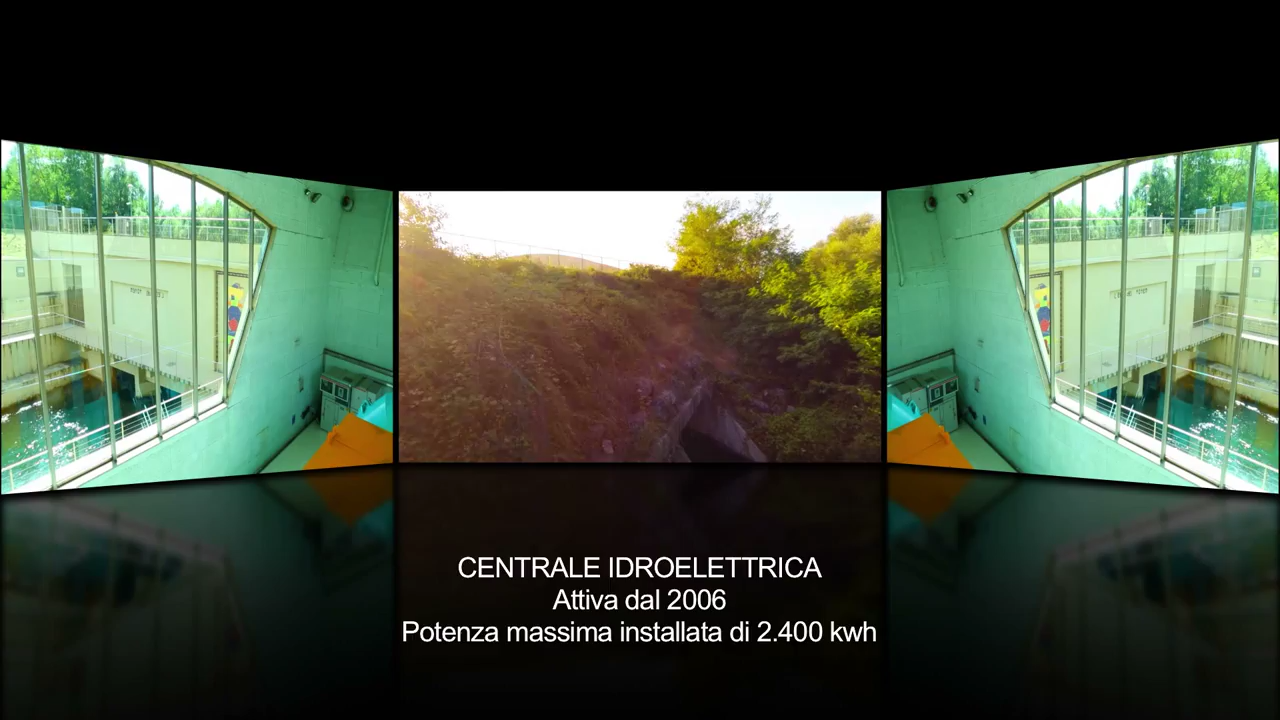 CENTRALE IDROELETTRICA
Attiva dal 2006
Potenza massima installata di 2.400 kwh